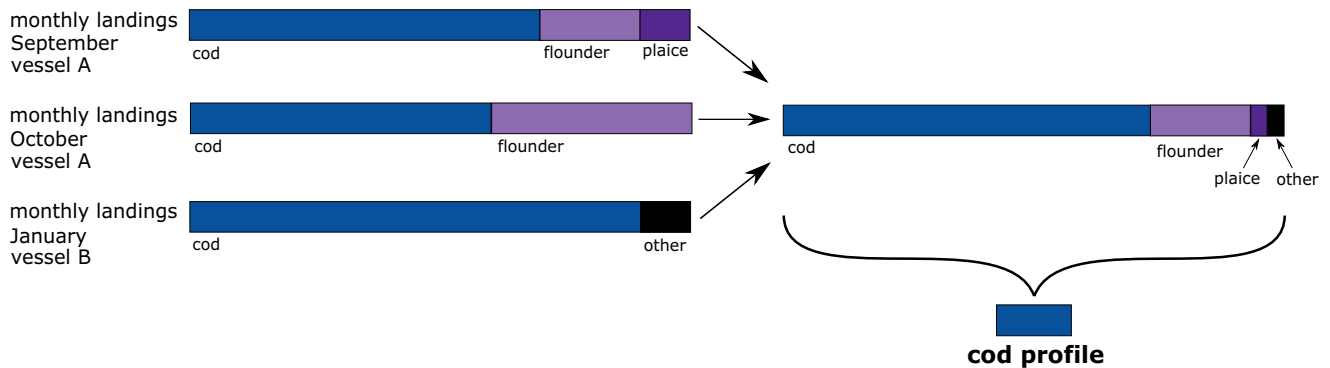 monthly landings
September
vessel A
cod
flounder
plaice
monthly landings
October
vessel A
cod
flounder
monthly landings
January
vessel B
cod
other
cod
flounder
plaice
other
cod profile